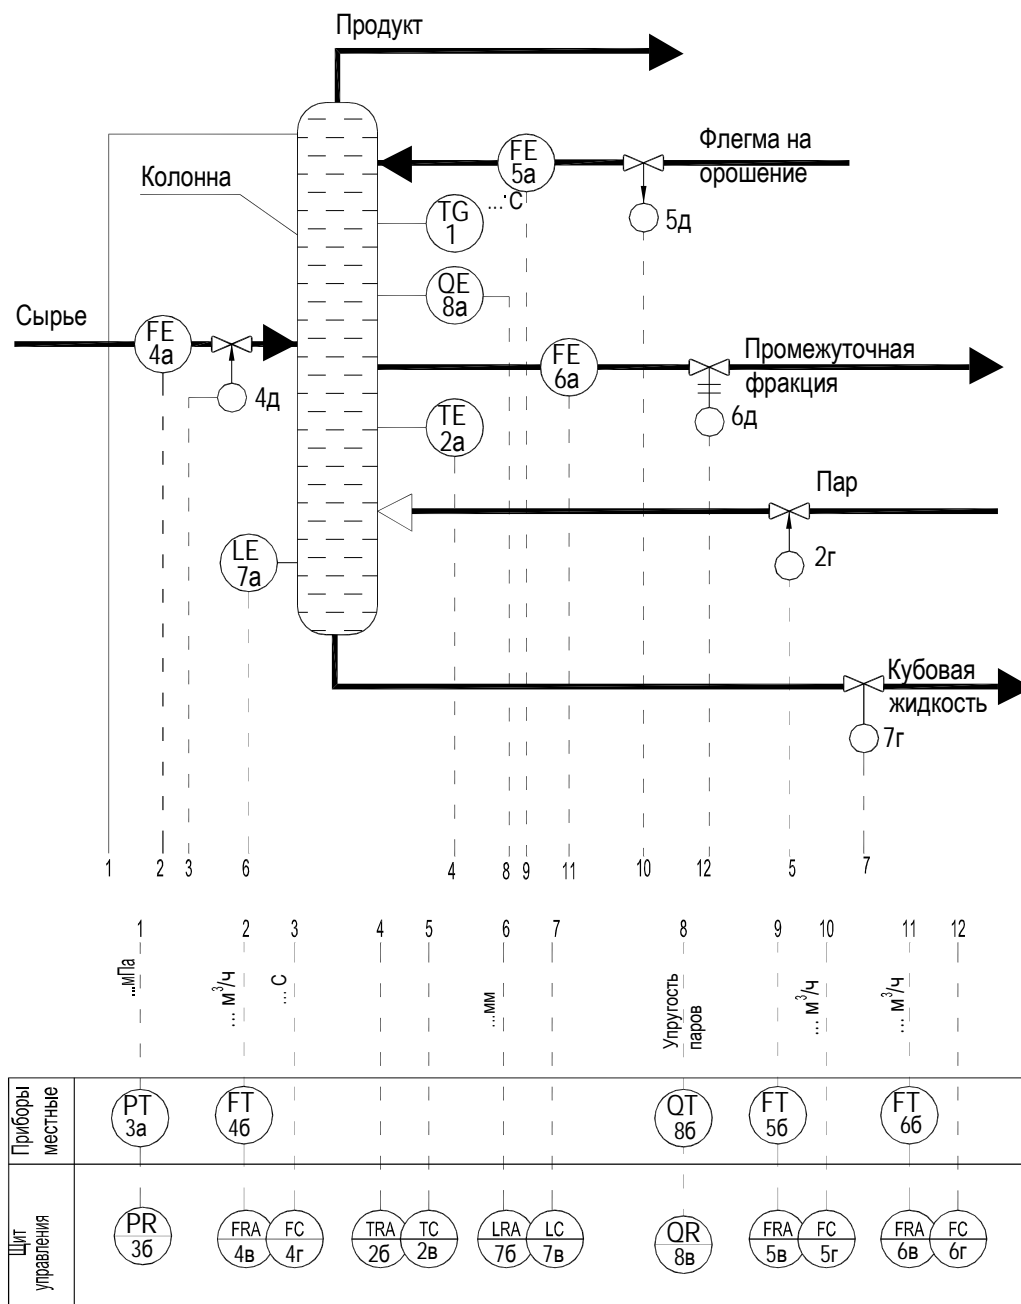 Продукт
Флегма на
орошение
FE
5а
...°С
5д
Колонна
TG
1
QE
8а
Сырье
FE
4а
4д
FE
6а
Промежуточная
фракция
6д
TE
2а
Пар
2г
LE
7а
Кубовая
жидкость
7г
1 2 3 6 4 8 9 11 10 12 5 7
1 2 3 4 5 6 7 8 9 10 11 12
...мПа
... м³/ч
... С
...мм
Упругость
паров
... м³/ч
... м³/ч
Приборы
местные
PT
3а
FT
4б
QT
8б
FT
5б
FT
6б
Щит
управления
PR
3б
FRA
4в
FC
4г
TRA
2б
TC
2в
LRA
7б
LC
7в
QR
8в
FRA
5в
FC
5г
FRA
6в
FC
6г